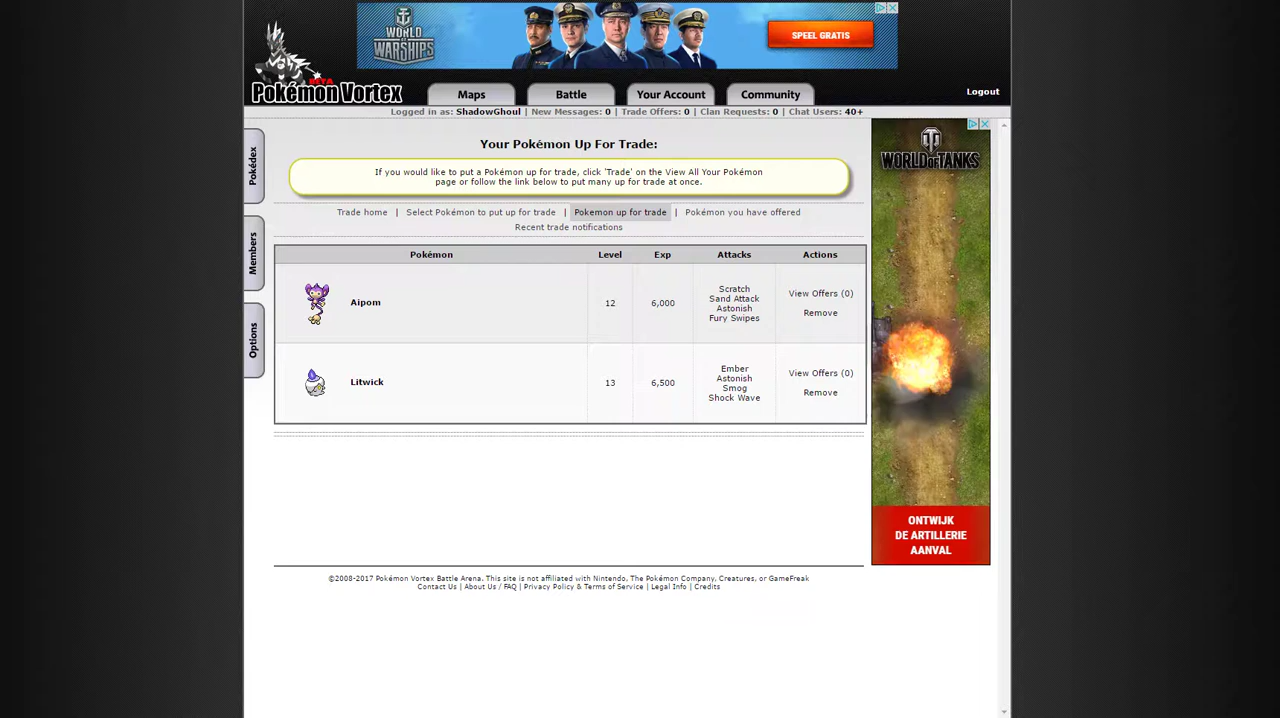 WORLD OF WARSHIPS
SPEEL GRATIS
BETA
Pokémon Vortex
Maps
Battle
Your Account
Community
Logout
Logged in as: ShadowGhoul | New Messages: 0 | Trade Offers: 0 | Clan Requests: 0 | Chat Users: 40+
Pokédex
Members
Options
Your Pokémon Up For Trade:
If you would like to put a Pokémon up for trade, click 'Trade' on the View All Your Pokémon
page or follow the link below to put many up for trade at once.
Trade home | Select Pokémon to put up for trade | Pokemon up for trade | Pokémon you have offered
Recent trade notifications
Pokémon Level Exp Attacks Actions
Aipom 12 6,000
Scratch
Sand Attack
Astonish
Fury Swipes
View Offers (0)
Remove
Litwick 13 6,500
Ember
Astonish
Smog
Shock Wave
View Offers (0)
Remove
WORLD OF TANKS
ONTWIJK
DE ARTILLERIE
AANVAL
©2008-2017 Pokémon Vortex Battle Arena. This site is not affiliated with Nintendo, The Pokémon Company, Creatures, or GameFreak
Contact Us | About Us / FAQ | Privacy Policy & Terms of Service | Legal Info | Credits